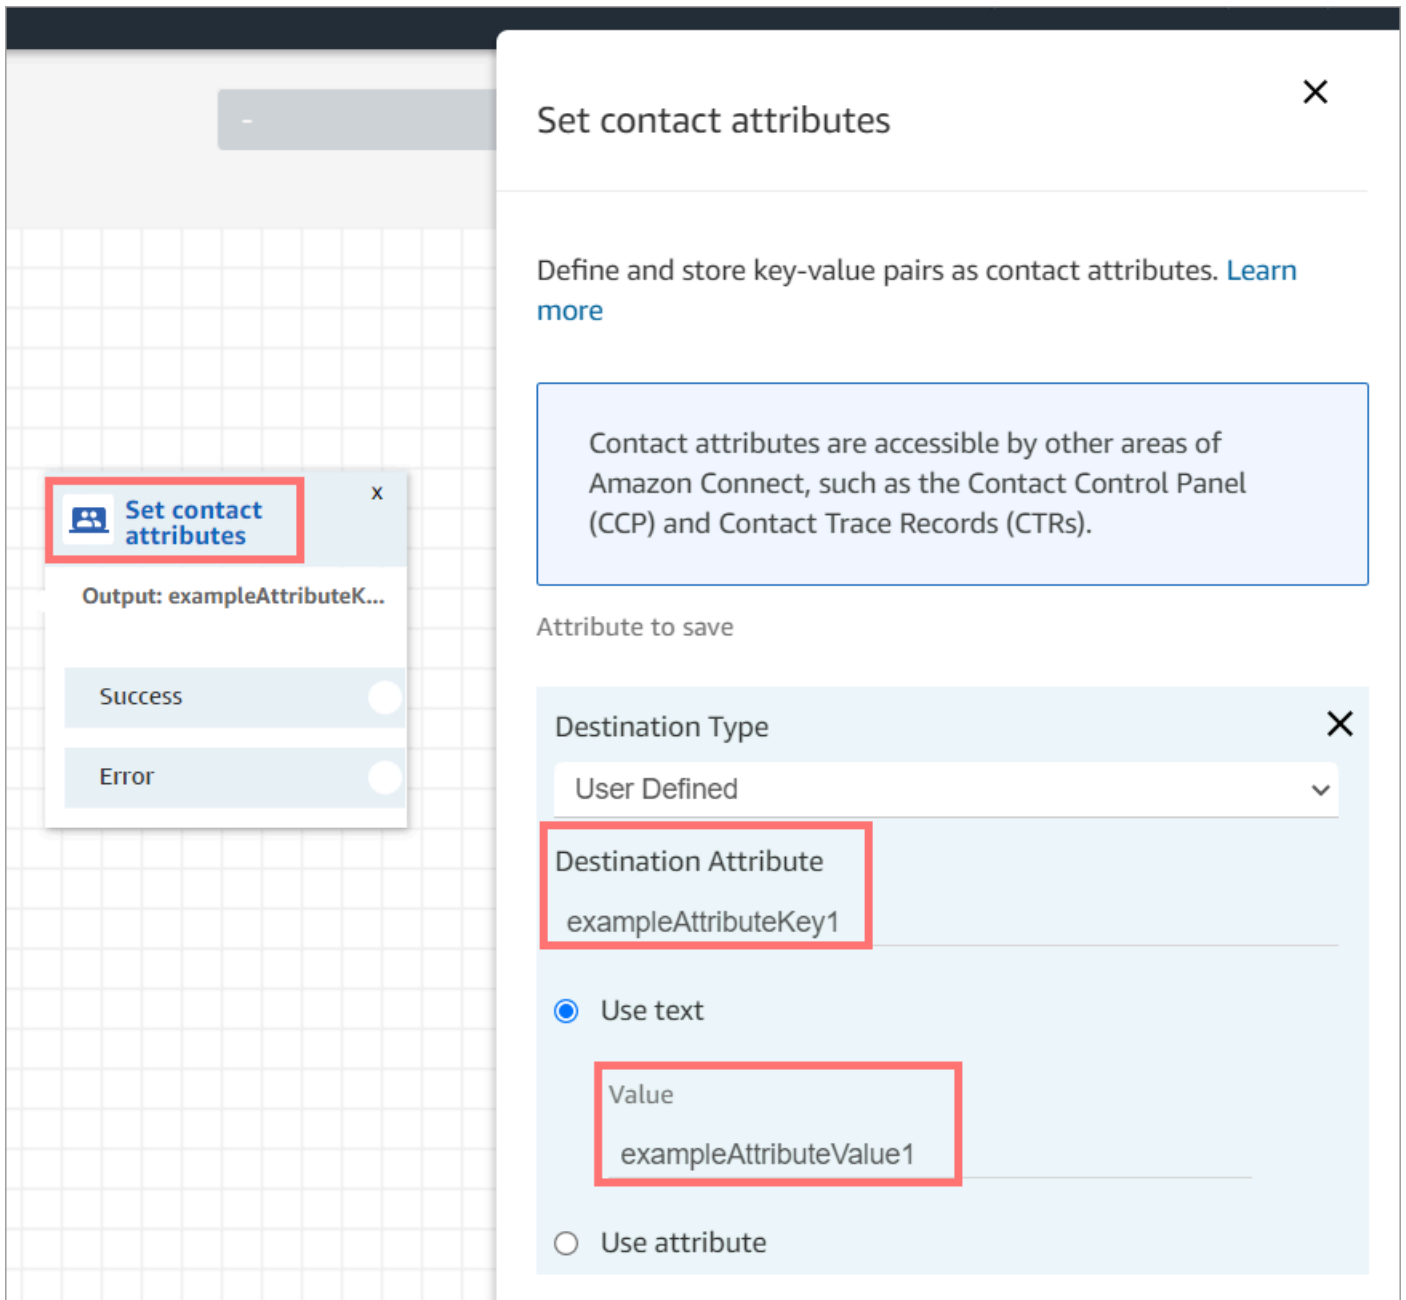 -
Set contact
attributes
x
Output: exampleAttributeK...
Success
Error
Set contact attributes
Define and store key-value pairs as contact attributes. Learn
more
Contact attributes are accessible by other areas of
Amazon Connect, such as the Contact Control Panel
(CCP) and Contact Trace Records (CTRs).
Attribute to save
Destination Type
User Defined
Destination Attribute
exampleAttributeKey1
Use text
Value
exampleAttributeValue1
Use attribute